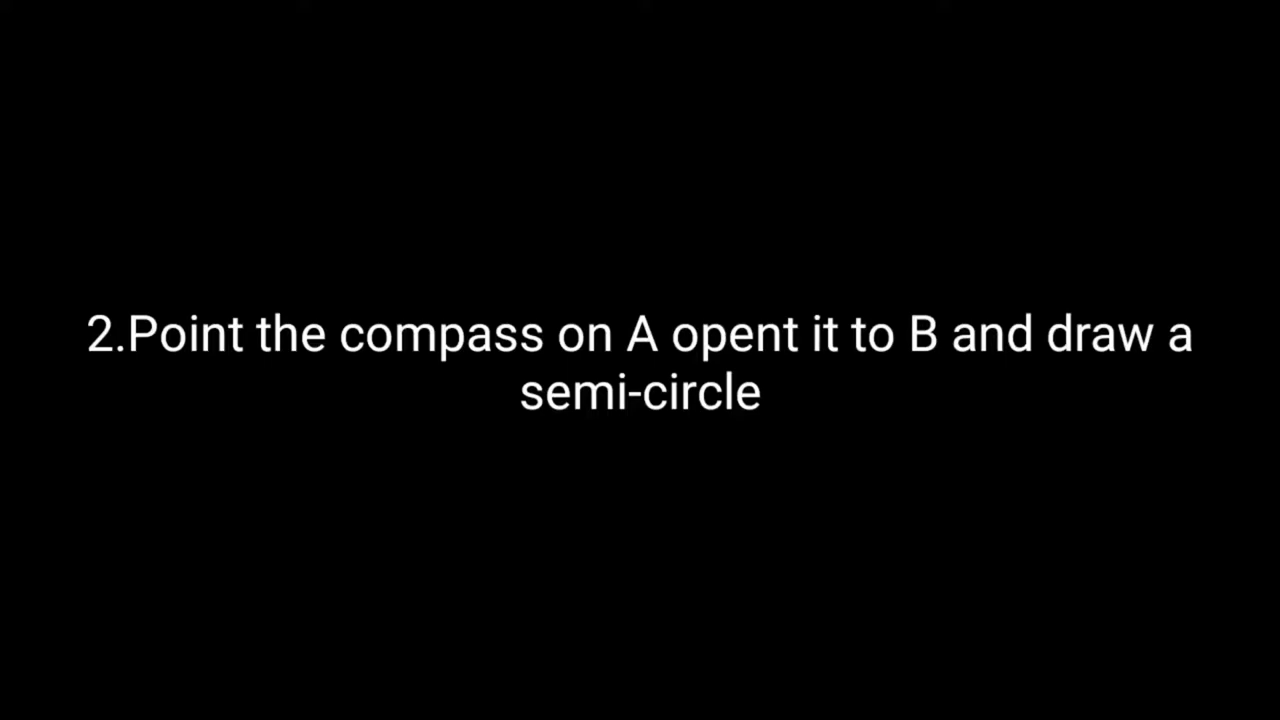 2.Point the compass on A opent it to B and draw a
semi-circle